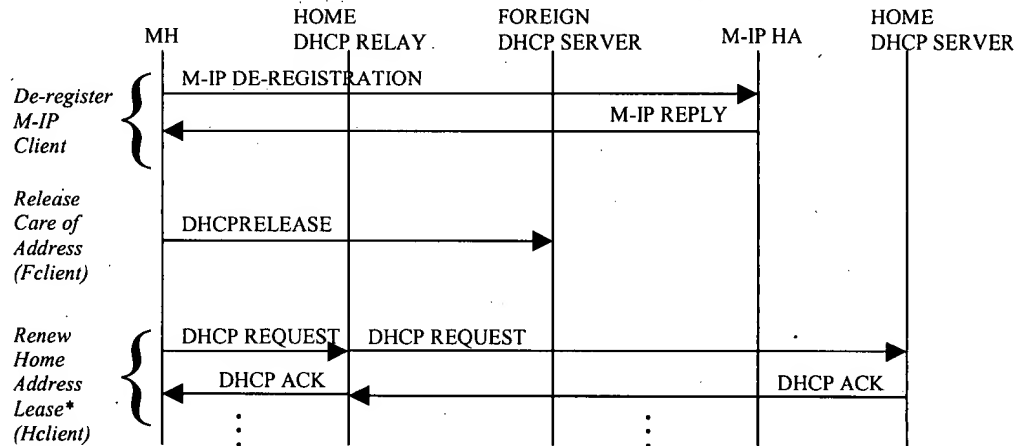 MH
HOME
DHCP RELAY
FOREIGN
DHCP SERVER
M-IP HA
HOME
DHCP SERVER
De-register
M-IP
Client
M-IP DE-REGISTRATION
M-IP REPLY
Release
Care of
Address
(Fclient)
DHCPRELEASE
Renew
Home
Address
Lease*
(Hclient)
DHCP REQUEST
DHCP REQUEST
DHCP ACK
DHCP ACK